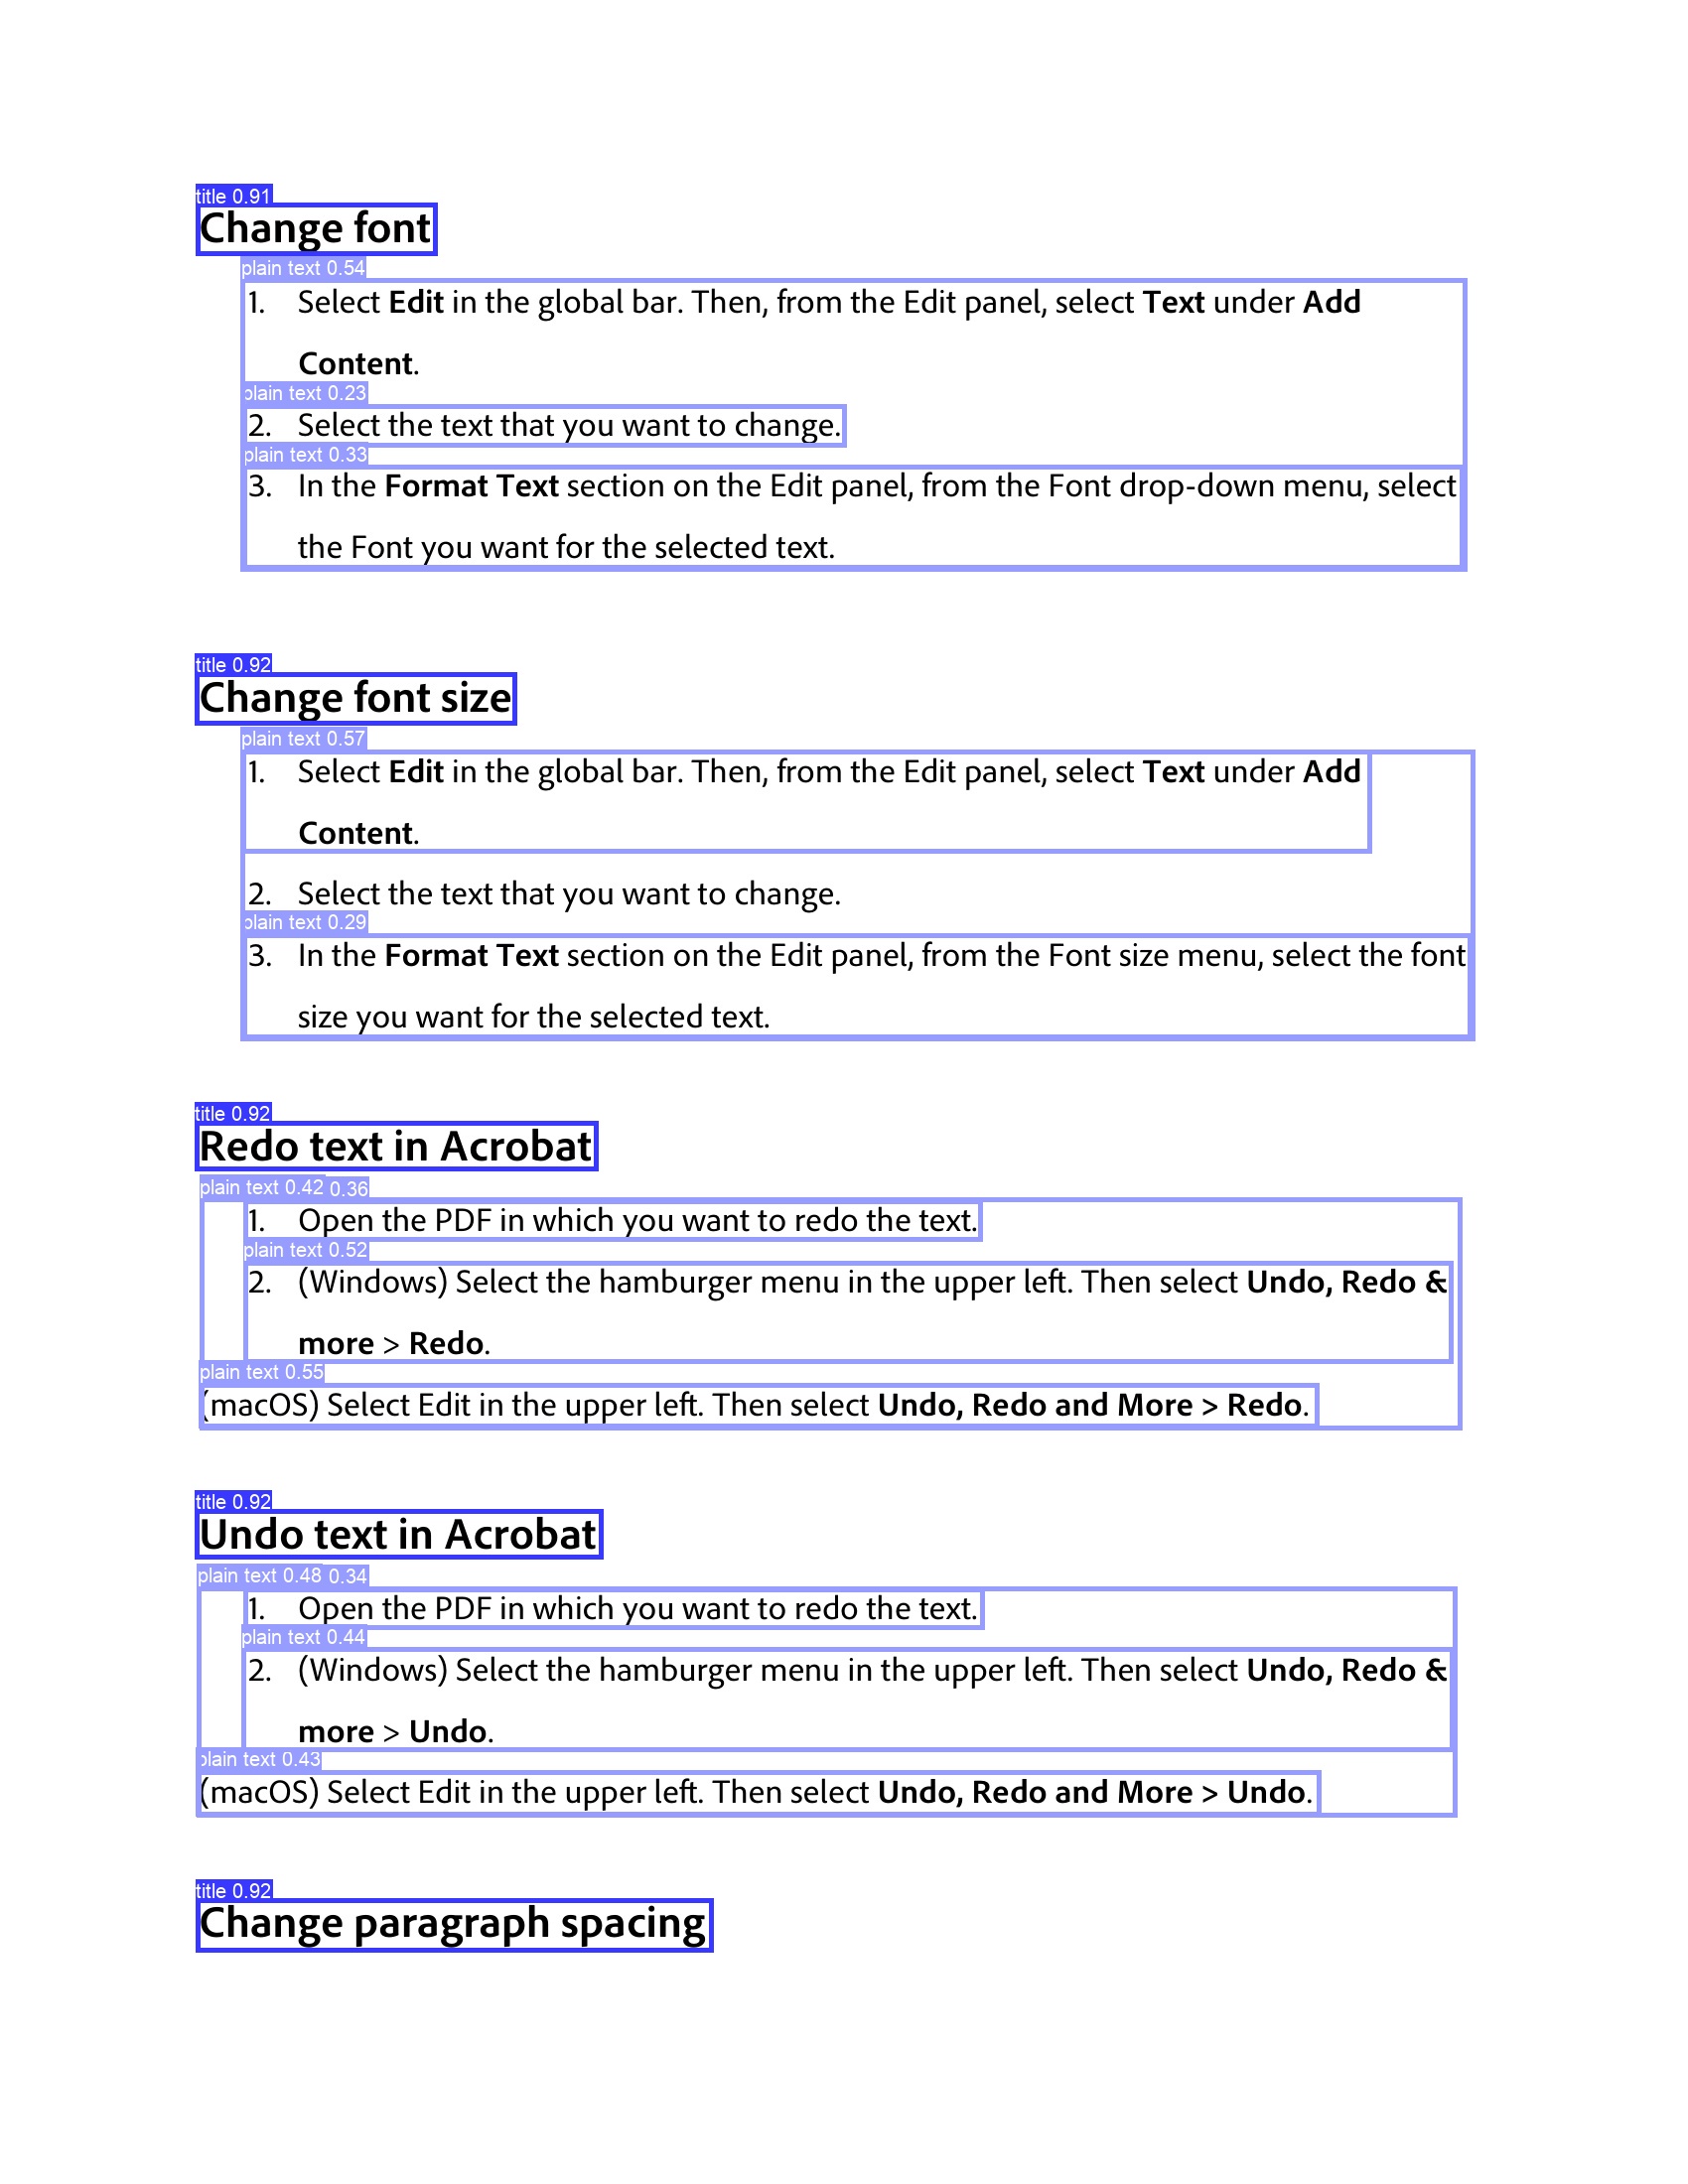 title 0.91
Change font
plain text 0.54
1. Select Edit in the global bar. Then, from the Edit panel, select Text under Add
Content.
plain text 0.23
2. Select the text that you want to change.
plain text 0.33
3. In the Format Text section on the Edit panel, from the Font drop-down menu, select
the Font you want for the selected text.
title 0.92
Change font size
plain text 0.57
1. Select Edit in the global bar. Then, from the Edit panel, select Text under Add
Content.
2. Select the text that you want to change.
plain text 0.29
3. In the Format Text section on the Edit panel, from the Font size menu, select the font
size you want for the selected text.
title 0.92
Redo text in Acrobat
plain text 0.42 0.36
1. Open the PDF in which you want to redo the text.
plain text 0.52
2. (Windows) Select the hamburger menu in the upper left. Then select Undo, Redo &
more > Redo.
plain text 0.55
(macOS) Select Edit in the upper left. Then select Undo, Redo and More > Redo.
title 0.92
Undo text in Acrobat
plain text 0.48 0.34
1. Open the PDF in which you want to redo the text.
plain text 0.44
2. (Windows) Select the hamburger menu in the upper left. Then select Undo, Redo &
more > Undo.
plain text 0.43
(macOS) Select Edit in the upper left. Then select Undo, Redo and More > Undo.
title 0.92
Change paragraph spacing